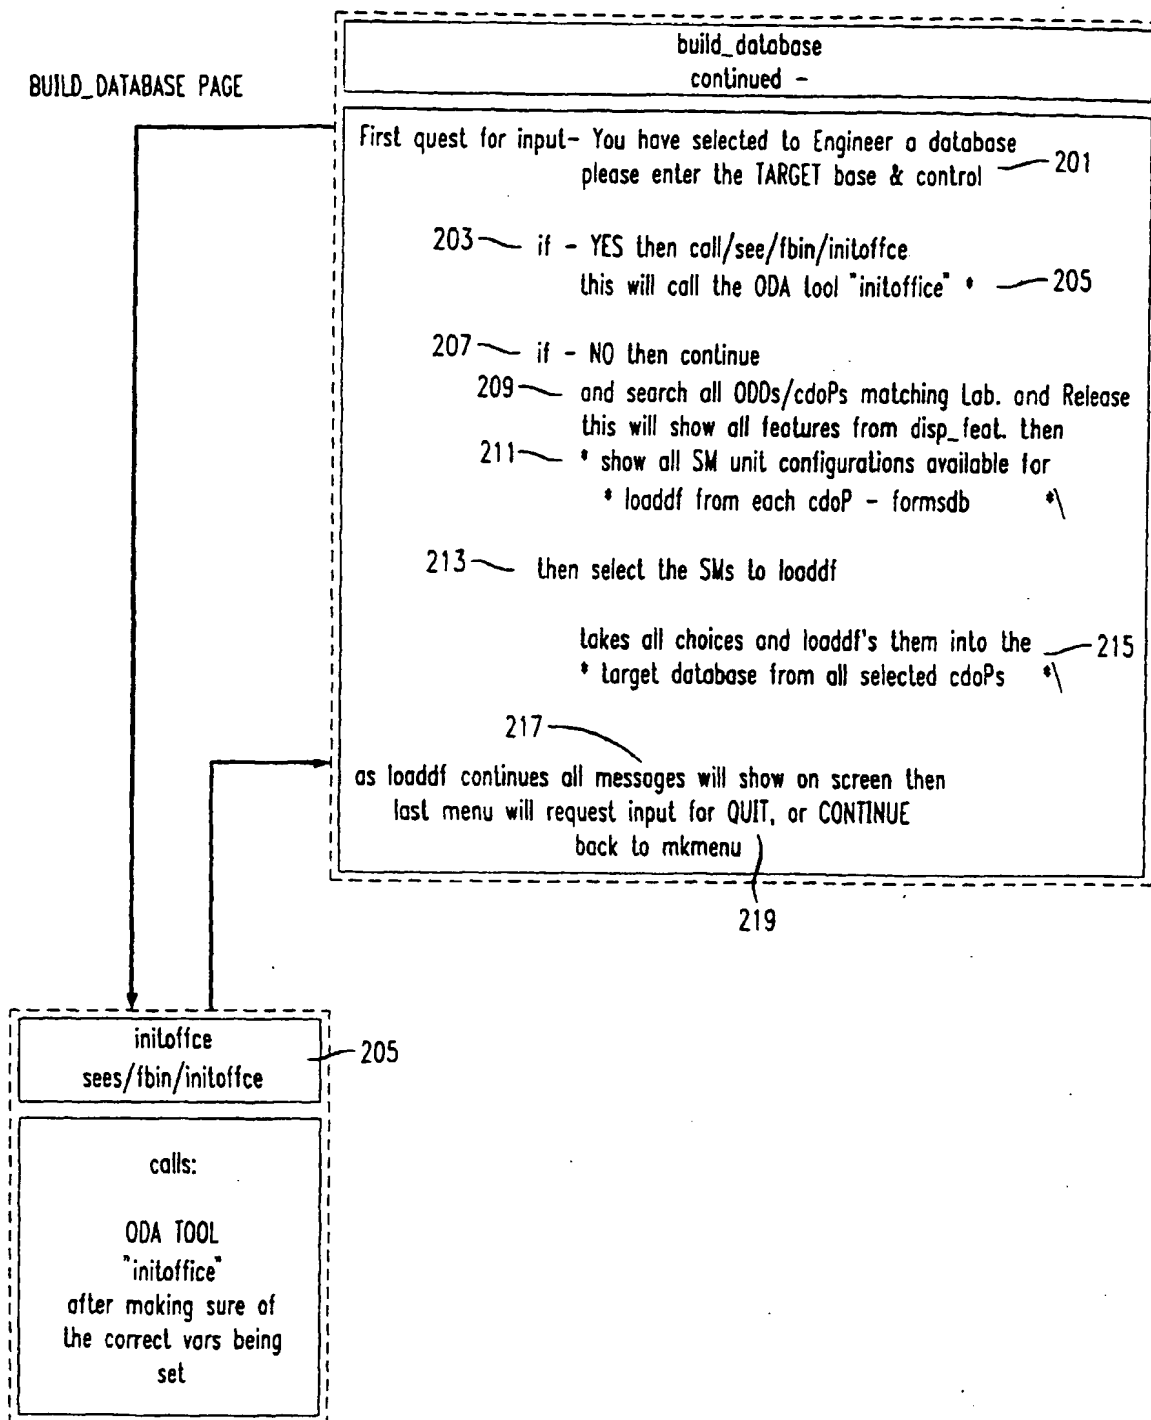 build_database
continued -
BUILD_DATABASE PAGE
First quest for input- You have selected to Engineer a database
please enter the TARGET base & control
201
203 if - YES then call/see/fbin/initoffce
this will call the ODA tool "initoffice" * 205
207 if - NO then continue
209 and search all ODDs/cdoPs matching Lab. and Release
this will show all features from disp_feat. then
211 * show all SM unit configurations available for
* loaddf from each cdoP - formsdb *\
213 then select the SMs to loaddf
takes all choices and loaddf's them into the 215
* target database from all selected cdoPs *\
217
as loaddf continues all messages will show on screen then
last menu will request input for QUIT, or CONTINUE
back to mkmenu
219
initoffce
sees/fbin/initoffce
205
calls:
ODA TOOL
"initoffice"
after making sure of
the correct vars being
set